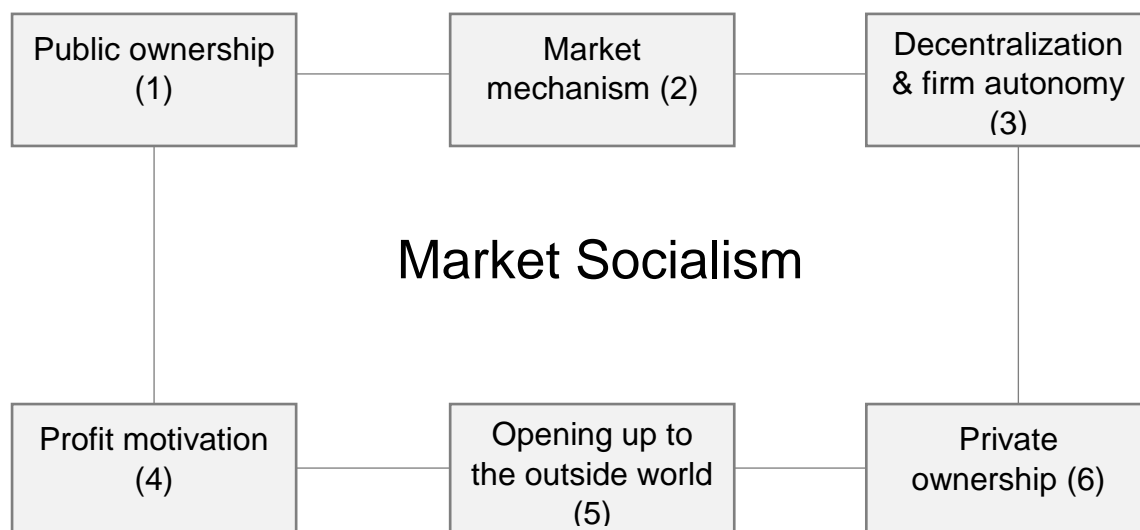 Public ownership
(1)
Market
mechanism (2)
Decentralization
& firm autonomy
(3)
Market Socialism
Profit motivation
(4)
Opening up to
the outside world
(5)
Private
ownership (6)